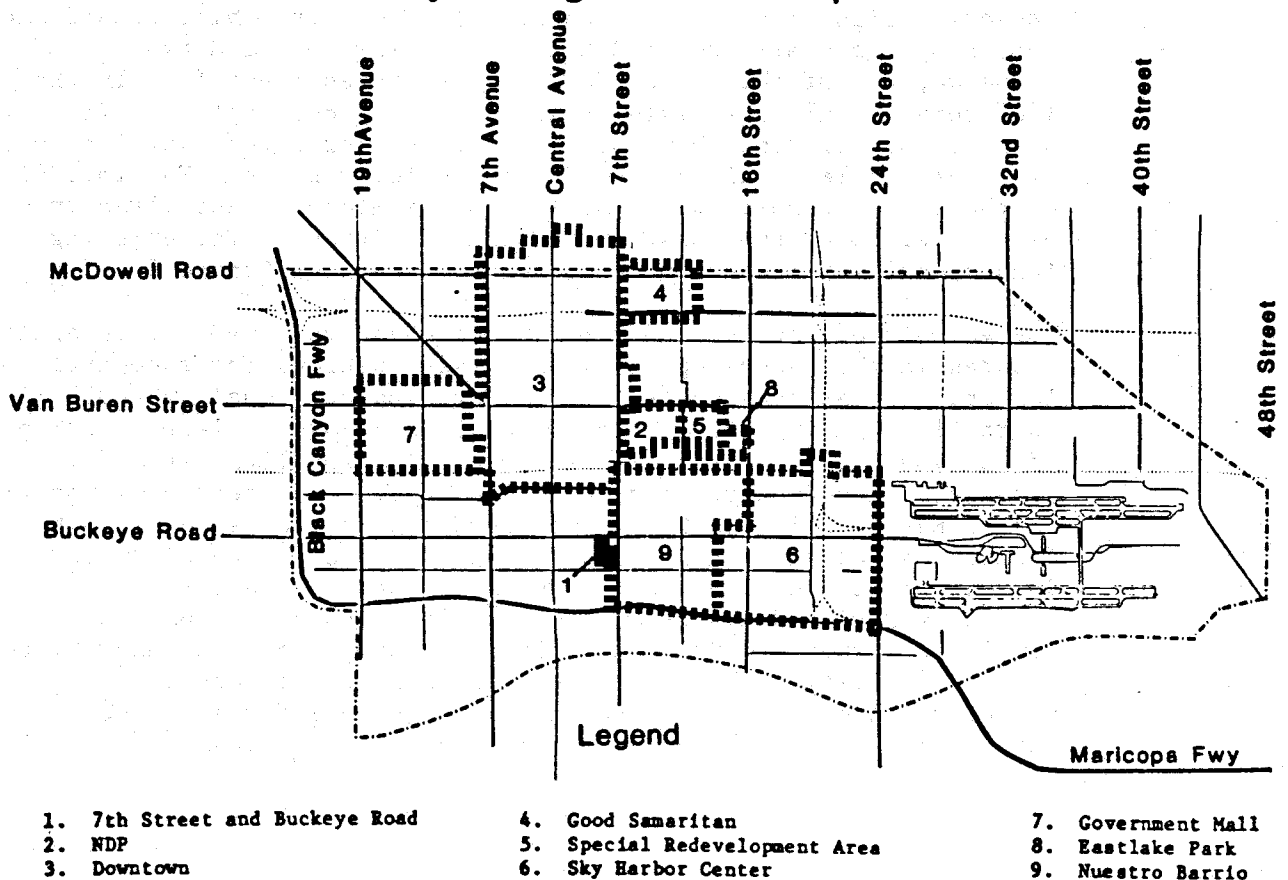 19thAvenue
7th Avenue
Central Avenue
7th Street
16th Street
24th Street
32nd Street
40th Street
48th Street
McDowell Road
Van Buren Street
Buckeye Road
Black Canyon Fwy
4
3
8
2
5
7
9
6
1
Legend
Maricopa Fwy
1. 7th Street and Buckeye Road
2. NDP
3. Downtown
4. Good Samaritan
5. Special Redevelopment Area
6. Sky Harbor Center
7. Government Mall
8. Eastlake Park
9. Nuestro Barrio